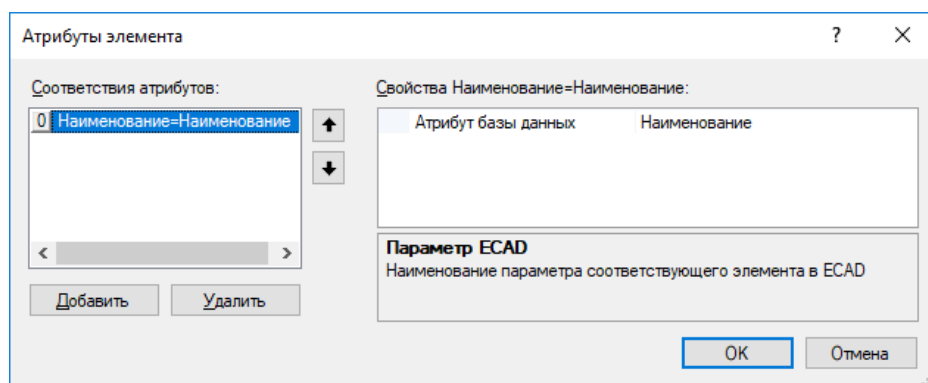 Атрибуты элемента
?
Соответствия атрибутов:
0 Наименование=Наименование
Добавить
Удалить
Свойства Наименование=Наименование:
Атрибут базы данных Наименование
Параметр ECAD
Наименование параметра соответствующего элемента в ECAD
OK
Отмена